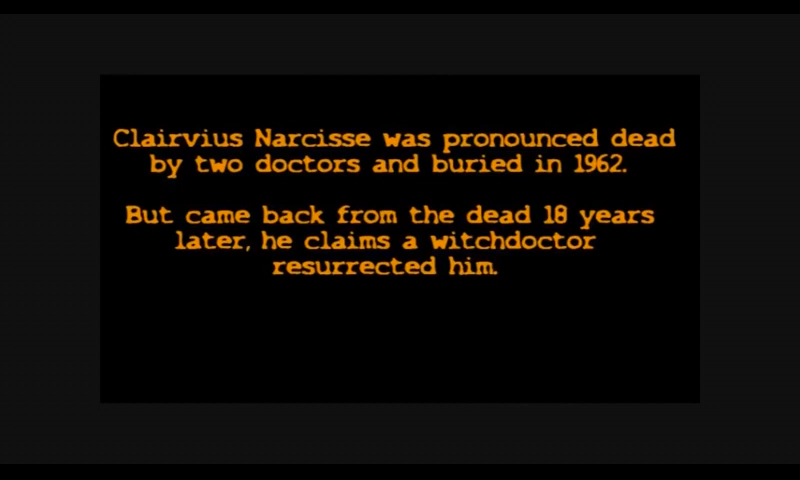 Clairvius Narcisse was pronounced dead
by two doctors and buried in 1962.
But came back from the dead 18 years
later, he claims a witchdoctor
resurrected him.